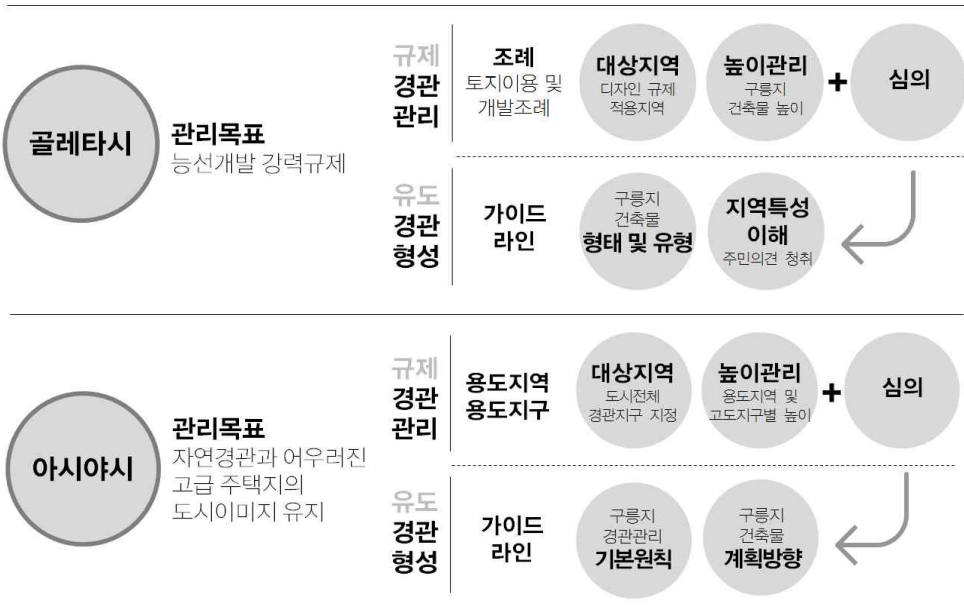 골레타시
관리목표
능선개발 강력규제
규제
경관
관리
조례
토지이용 및
개발조례
대상지역
디자인 규제
적용지역
높이관리
구릉지
건축물 높이
+
심의
유도
경관
형성
가이드
라인
구릉지
건축물
형태 및 유형
지역특성
이해
주민의견 청취
아시야시
관리목표
자연경관과 어우러진
고급 주택지의
도시이미지 유지
규제
경관
관리
용도지역
용도지구
대상지역
도시전체
경관지구 지정
높이관리
용도지역 및
고도지구별 높이
+
심의
유도
경관
형성
가이드
라인
구릉지
경관관리
기본원칙
구릉지
건축물
계획방향